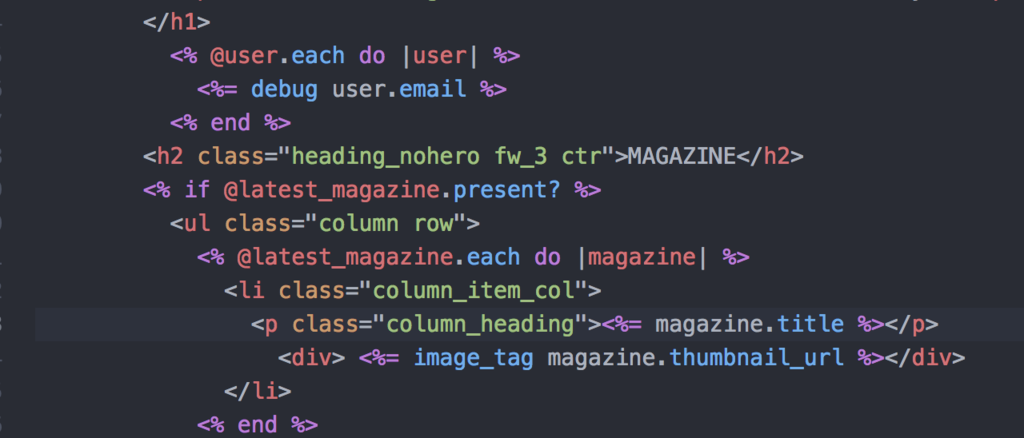 </h1>
<% @user.each do |user| %>
<%= debug user.email %>
<% end %>
<h2 class="heading_nohero fw_3 ctr">MAGAZINE</h2>
<% if @latest_magazine.present? %>
<ul class="column row">
<% @latest_magazine.each do |magazine| %>
<li class="column_item_col">
<p class="column_heading"><%= magazine.title %></p>
<div> <%= image_tag magazine.thumbnail_url %></div>
</li>
<% end %>